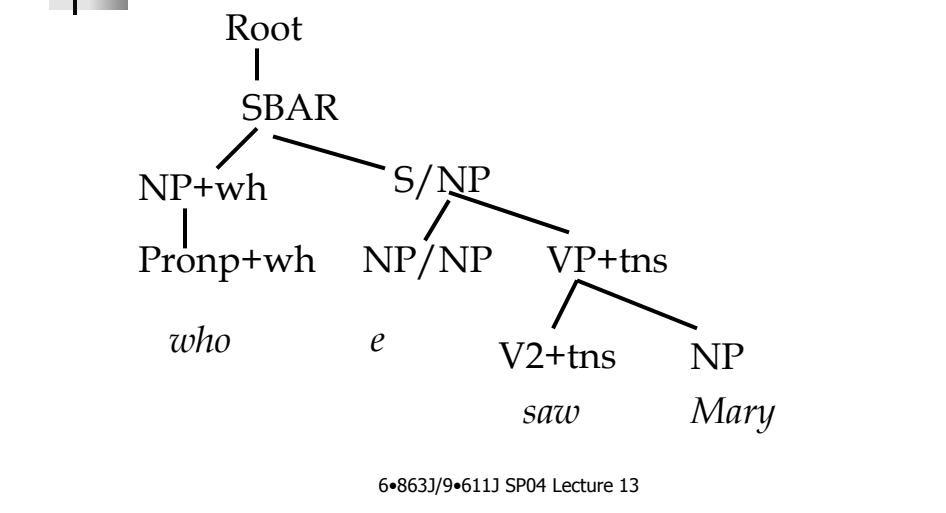 Root
SBAR
NP+wh S/NP
Pronp+wh NP/NP VP+tns
who e V2+tns NP
saw Mary
6•863J/9•611J SP04 Lecture 13